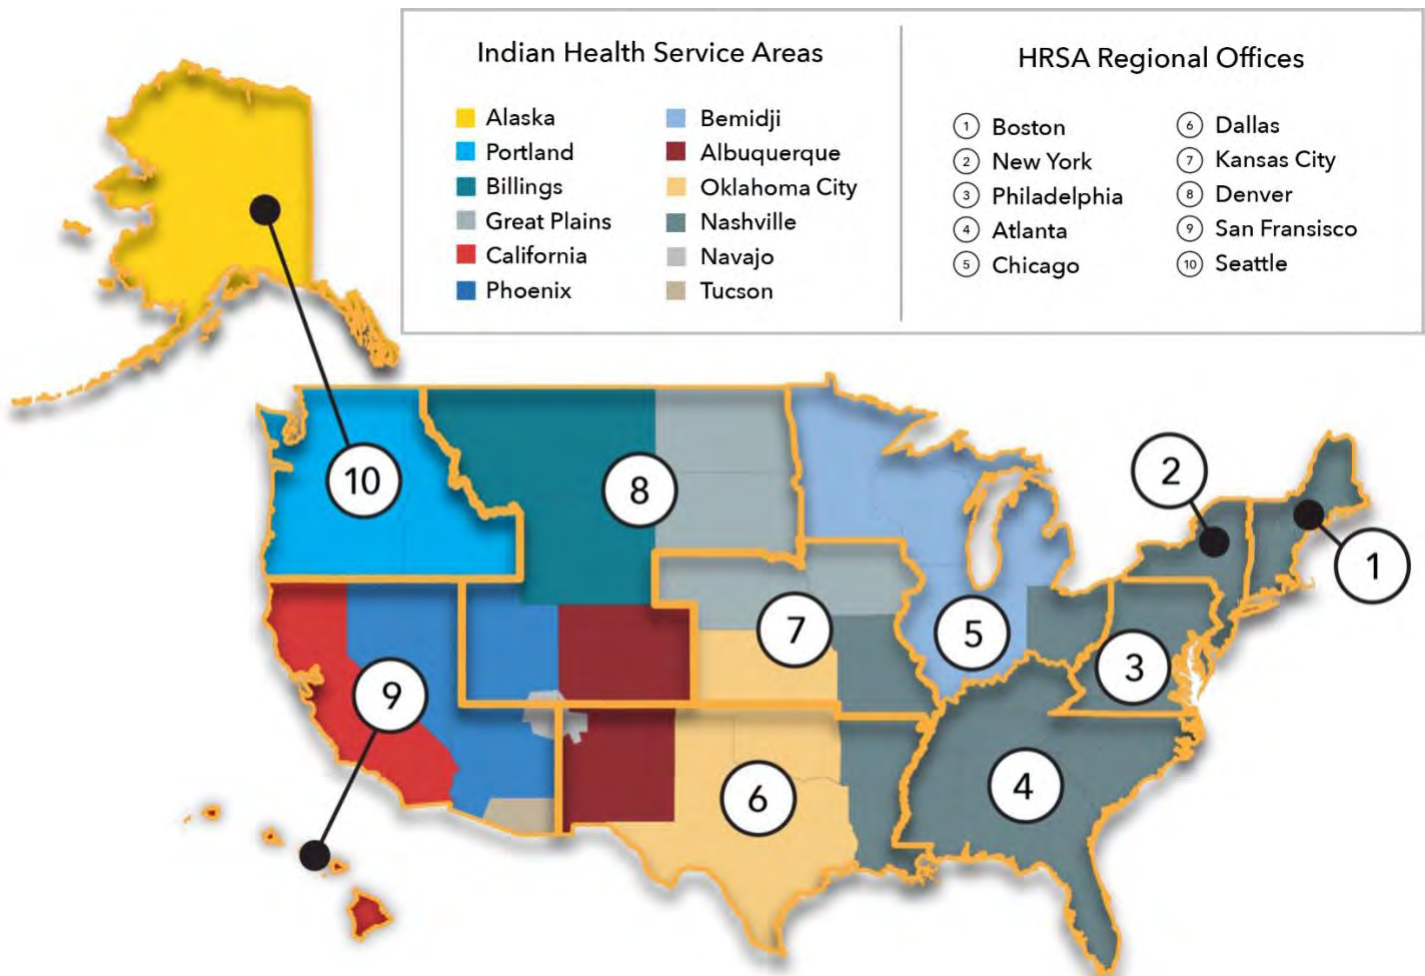 Indian Health Service Areas
Alaska
Portland
Billings
Great Plains
California
Phoenix
Bemidji
Albuquerque
Oklahoma City
Nashville
Navajo
Tucson
HRSA Regional Offices
1 Boston
2 New York
3 Philadelphia
4 Atlanta
5 Chicago
6 Dallas
7 Kansas City
8 Denver
9 San Fransisco
10 Seattle
10
8
2
1
7
5
3
9
6
4